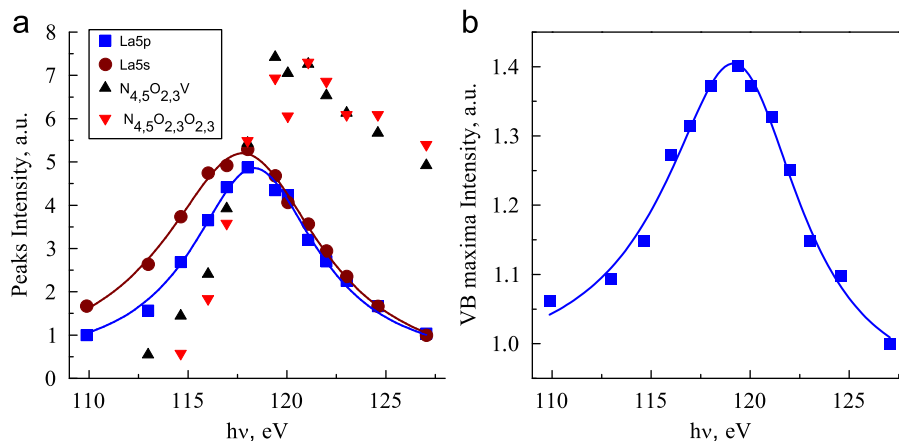 a
La5p
La5s
N4,5O2,3V
N4,5O2,3O2,3
Peaks Intensity, a.u.
8
7
6
5
4
3
2
1
0
110 115 120 125
hν, eV
b
VB maxima Intensity, a.u.
1.4
1.3
1.2
1.1
1.0
110 115 120 125
hν, eV